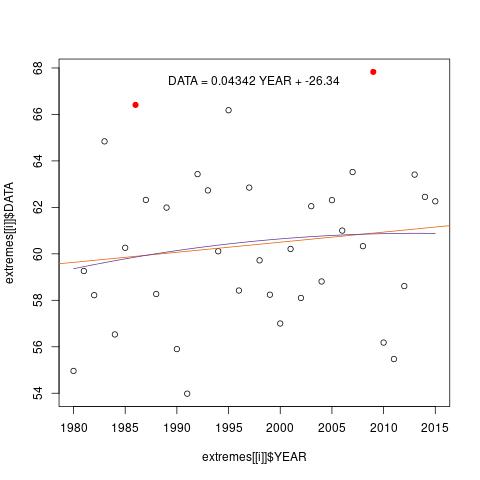 DATA = 0.04342 YEAR + -26.34
68
66
64
62
60
58
56
54
extremes[[i]]$DATA
1980 1985 1990 1995 2000 2005 2010 2015
extremes[[i]]$YEAR